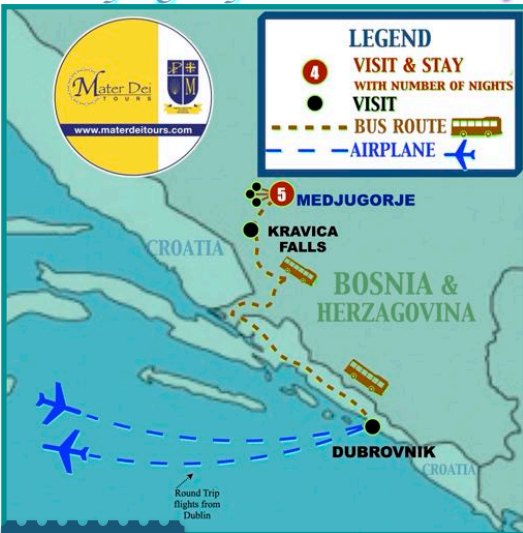 LEGEND
4 VISIT & STAY
WITH NUMBER OF NIGHTS
VISIT
BUS ROUTE
AIRPLANE
Mater Dei
TOURS
M
www.materdeitours.com
5 MEDJUGORJE
KRAVICA
FALLS
CROATIA
BOSNIA &
HERZAGOVINA
DUBROVNIK
CROATIA
Round Trip
flights from
Dublin